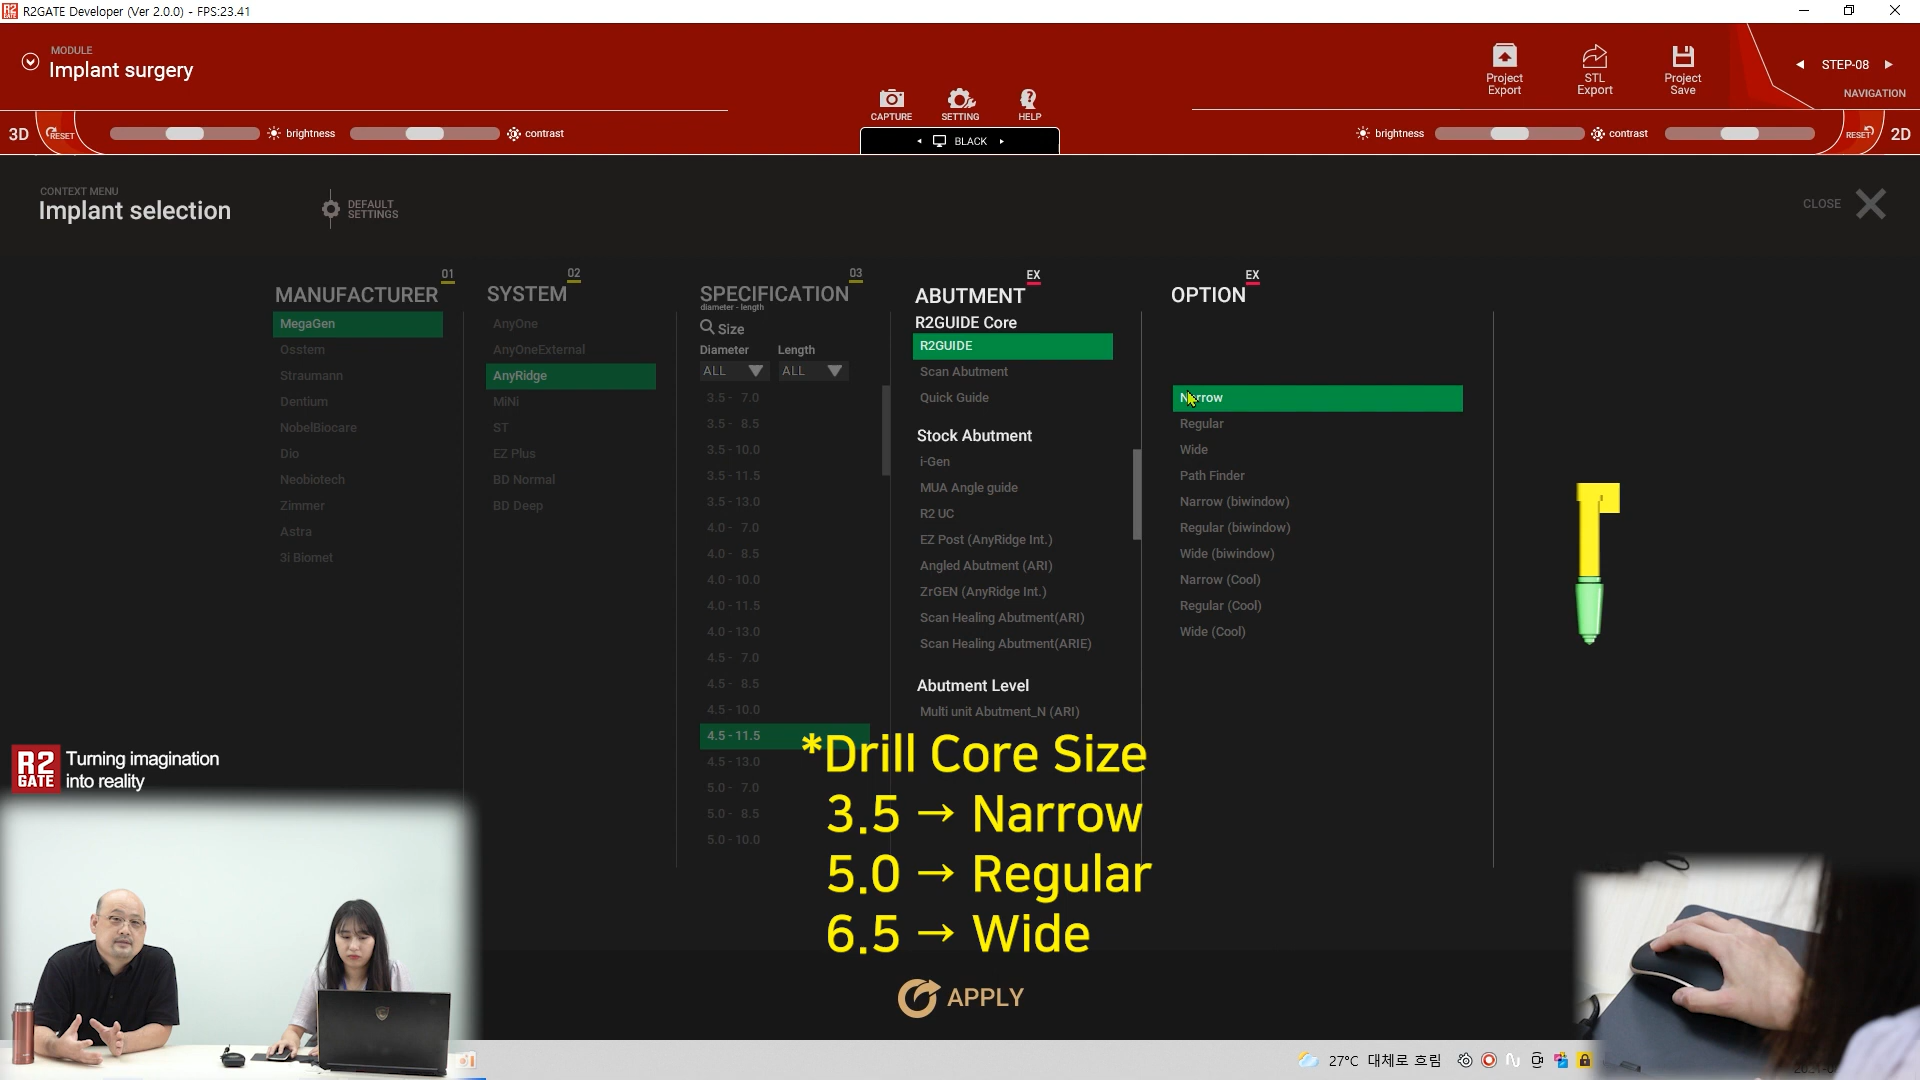 R2GATE Developer (Ver 2.0.0) - FPS:23.41
MODULE
Implant surgery
CAPTURE
SETTING
HELP
Project
Export
STL
Export
Project
Save
STEP-08
NAVIGATION
3D
RESET
brightness
contrast
BLACK
brightness
contrast
RESET
2D
CONTEXT MENU
Implant selection
DEFAULT
SETTINGS
CLOSE
01
MANUFACTURER
MegaGen
Osstem
Straumann
Dentium
NobelBiocare
Dio
Neobiotech
Zimmer
Astra
3i Biomet
02
SYSTEM
AnyOne
AnyOneExternal
AnyRidge
MiNi
ST
EZ Plus
BD Normal
BD Deep
03
SPECIFICATION
diameter - length
Size
Diameter Length
ALL ALL
3.5 - 7.0
3.5 - 8.5
3.5 - 10.0
3.5 - 11.5
3.5 - 13.0
4.0 - 7.0
4.0 - 8.5
4.0 - 10.0
4.0 - 11.5
4.0 - 13.0
4.5 - 7.0
4.5 - 8.5
4.5 - 10.0
4.5 - 11.5
4.5 - 13.0
5.0 - 7.0
5.0 - 8.5
5.0 - 10.0
EX
ABUTMENT
R2GUIDE Core
R2GUIDE
Scan Abutment
Quick Guide
Stock Abutment
i-Gen
MUA Angle guide
R2 UC
EZ Post (AnyRidge Int.)
Angled Abutment (ARI)
ZrGEN (AnyRidge Int.)
Scan Healing Abutment(ARI)
Scan Healing Abutment(ARIE)
Abutment Level
Multi unit Abutment_N (ARI)
EX
OPTION
Narrow
Regular
Wide
Path Finder
Narrow (biwindow)
Regular (biwindow)
Wide (biwindow)
Narrow (Cool)
Regular (Cool)
Wide (Cool)
*Drill Core Size
3.5 → Narrow
5.0 → Regular
6.5 → Wide
R2
GATE
Turning imagination
into reality
APPLY
27°C 대체로 흐림